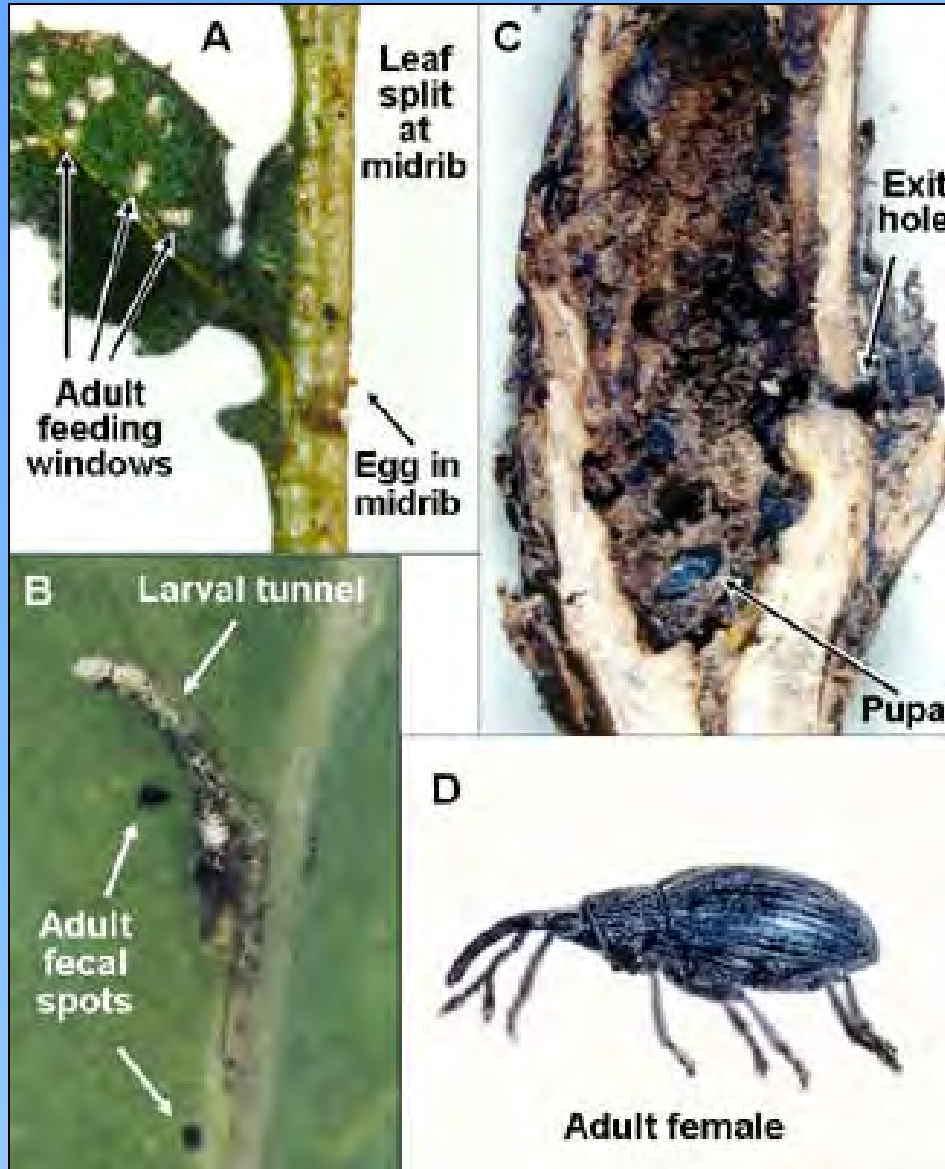 A
Leaf
split
at
midrib
Adult
feeding
windows
Egg in
midrib
B
Larval tunnel
Adult
fecal
spots
C
Exit
hole
Pupa
D
Adult female